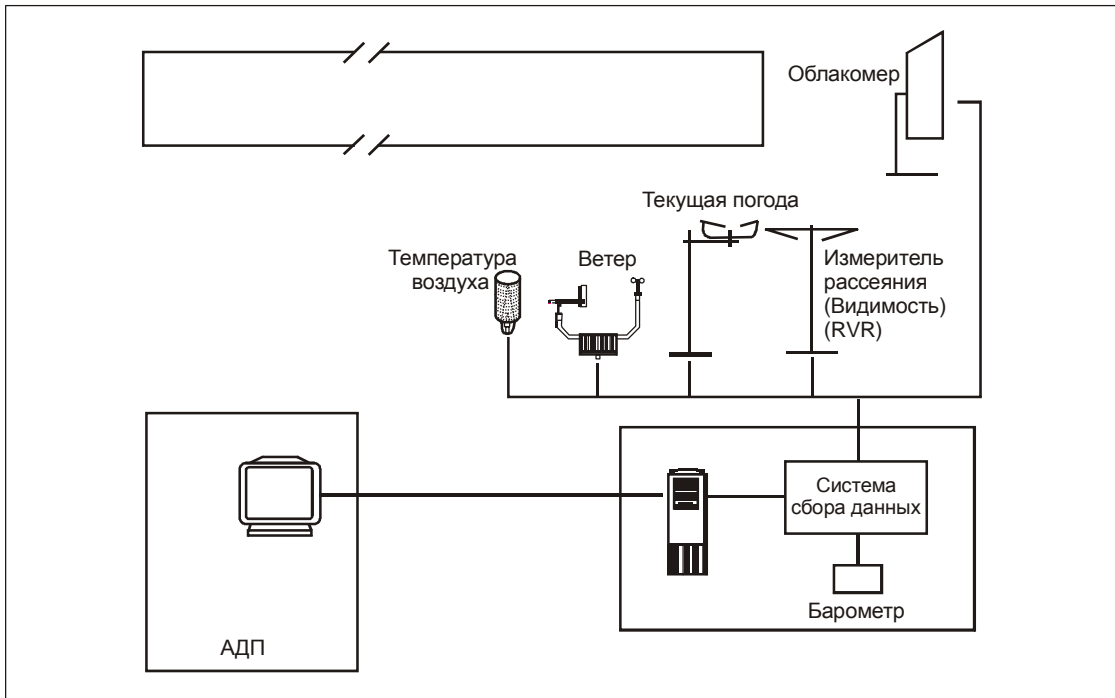 Облакомер
Текущая погода
Температура
воздуха
Ветер
Измеритель
рассеяния
(Видимость)
(RVR)
Система
сбора данных
Барометр
АДП